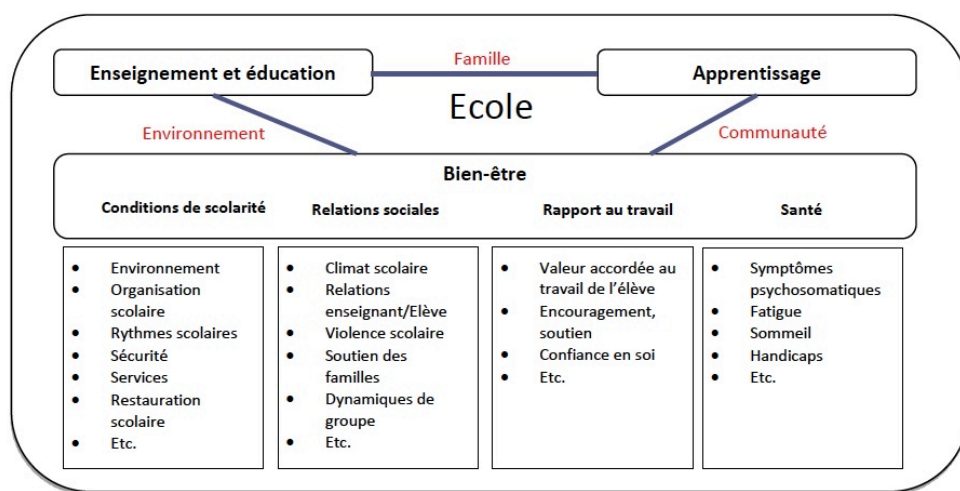 Famille
Enseignement et éducation
Apprentissage
Ecole
Environnement
Communauté
Bien-être
Conditions de scolarité
Relations sociales
Rapport au travail
Santé
• Environnement
• Organisation
scolaire
• Rythmes scolaires
• Sécurité
• Services
• Restauration
scolaire
• Etc.
• Climat scolaire
• Relations
enseignant/Elève
• Violence scolaire
• Soutien des
familles
• Dynamiques de
groupe
• Etc.
• Valeur accordée au
travail de l'élève
• Encouragement,
soutien
• Confiance en soi
• Etc.
• Symptômes
psychosomatiques
• Fatigue
• Sommeil
• Handicaps
• Etc.